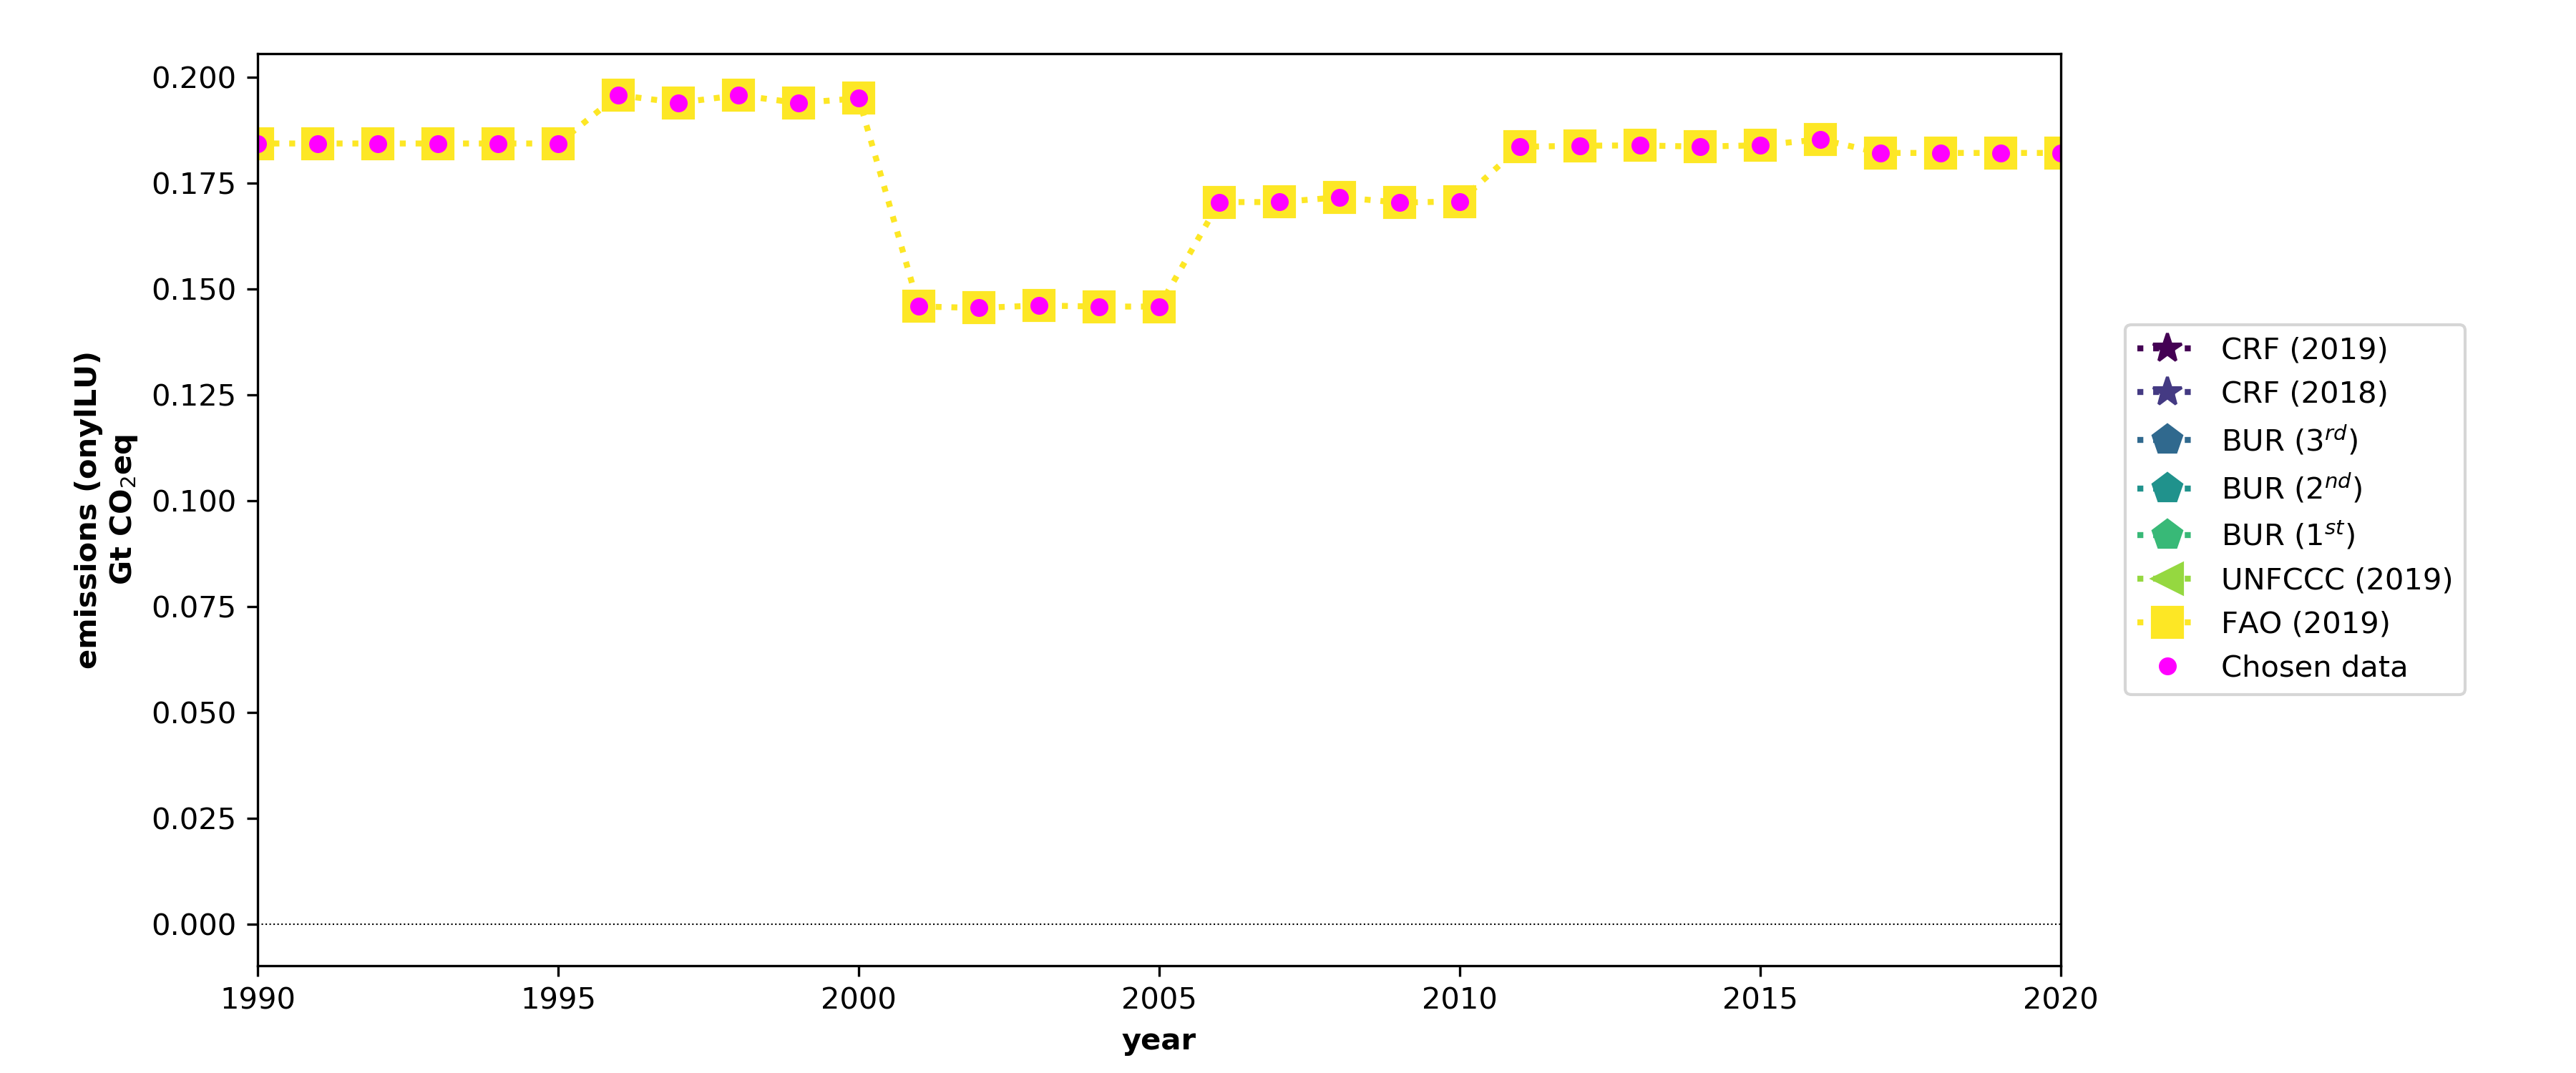 emissions (onylLU)
Gt CO₂eq
0.200
0.175
0.150
0.125
0.100
0.075
0.050
0.025
0.000
1990 1995 2000 2005 2010 2015 2020
year
CRF (2019)
CRF (2018)
BUR (3ʳᵈ)
BUR (2ⁿᵈ)
BUR (1ˢᵗ)
UNFCCC (2019)
FAO (2019)
Chosen data